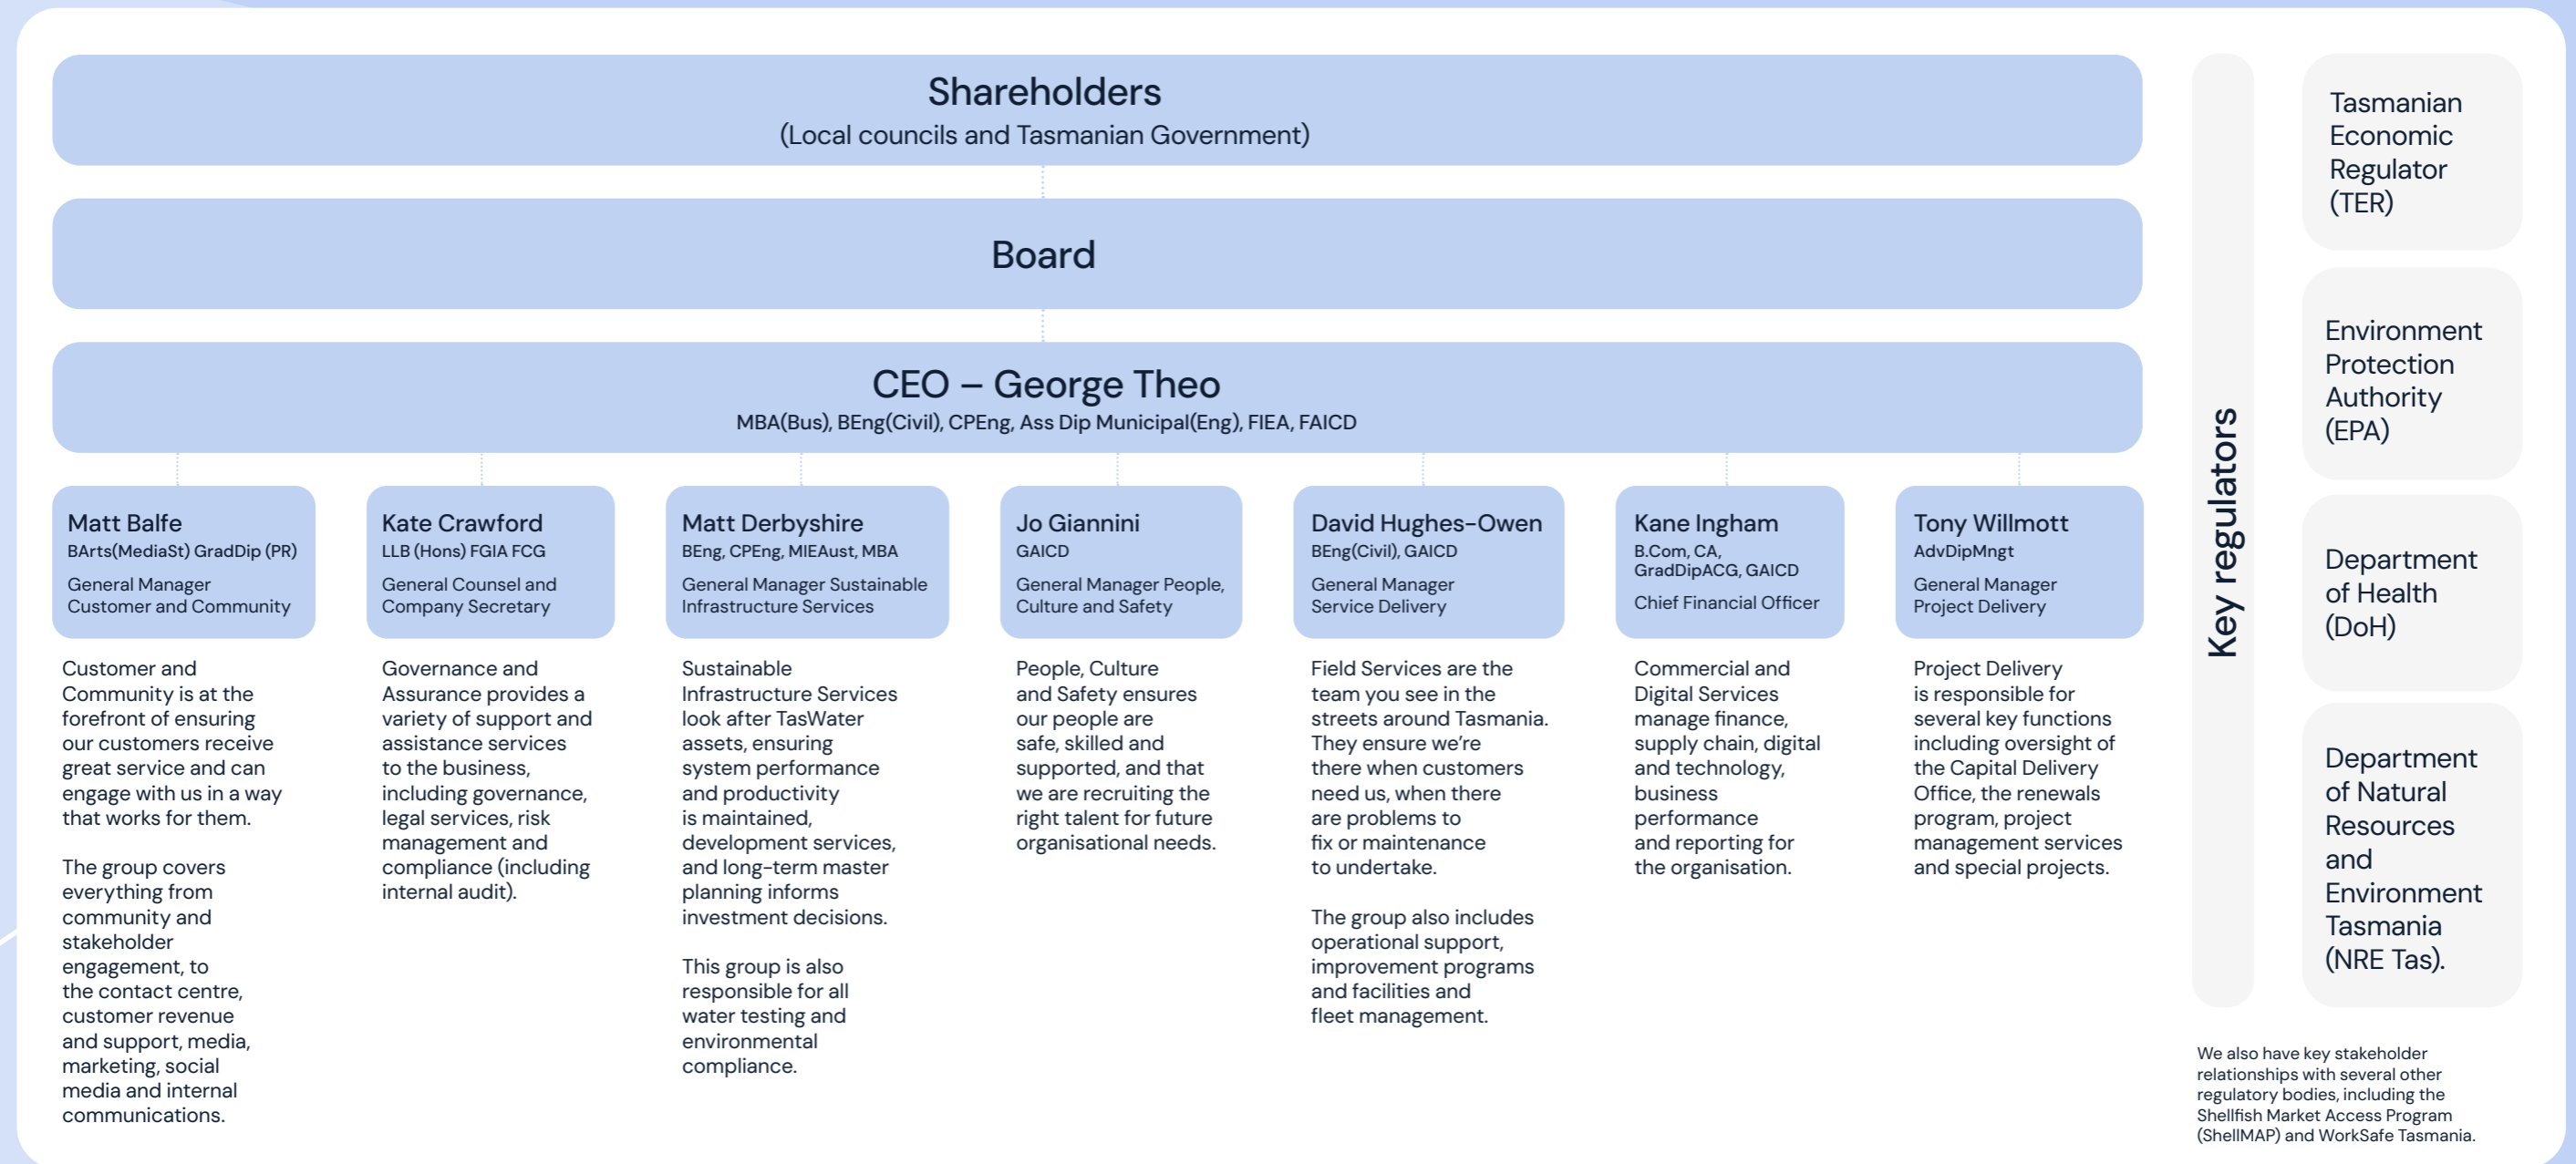 Shareholders
(Local councils and Tasmanian Government)
Board
CEO – George Theo
MBA(Bus), BEng(Civil), CPEng, Ass Dip Municipal(Eng), FIEA, FAICD
Matt Balfe
BArts(MediaSt) GradDip (PR)
General Manager
Customer and Community
Customer and
Community is at the
forefront of ensuring
our customers receive
great service and can
engage with us in a way
that works for them.
The group covers
everything from
community and
stakeholder
engagement, to
the contact centre,
customer revenue
and support, media,
marketing, social
media and internal
communications.
Kate Crawford
LLB (Hons) FGIA FCG
General Counsel and
Company Secretary
Governance and
Assurance provides a
variety of support and
assistance services
to the business,
including governance,
legal services, risk
management and
compliance (including
internal audit).
Matt Derbyshire
BEng, CPEng, MIEAust, MBA
General Manager Sustainable
Infrastructure Services
Sustainable
Infrastructure Services
look after TasWater
assets, ensuring
system performance
and productivity
is maintained,
development services,
and long-term master
planning informs
investment decisions.
This group is also
responsible for all
water testing and
environmental
compliance.
Jo Giannini
GAICD
General Manager People,
Culture and Safety
People, Culture
and Safety ensures
our people are
safe, skilled and
supported, and that
we are recruiting the
right talent for future
organisational needs.
David Hughes-Owen
BEng(Civil), GAICD
General Manager
Service Delivery
Field Services are the
team you see in the
streets around Tasmania.
They ensure we’re
there when customers
need us, when there
are problems to
fix or maintenance
to undertake.
The group also includes
operational support,
improvement programs
and facilities and
fleet management.
Kane Ingham
B.Com, CA,
GradDipACG, GAICD
Chief Financial Officer
Commercial and
Digital Services
manage finance,
supply chain, digital
and technology,
business
performance
and reporting for
the organisation.
Tony Willmott
AdvDipMngt
General Manager
Project Delivery
Project Delivery
is responsible for
several key functions
including oversight of
the Capital Delivery
Office, the renewals
program, project
management services
and special projects.
Key regulators
Tasmanian
Economic
Regulator
(TER)
Environment
Protection
Authority
(EPA)
Department
of Health
(DoH)
Department
of Natural
Resources
and
Environment
Tasmania
(NRE Tas).
We also have key stakeholder
relationships with several other
regulatory bodies, including the
Shellfish Market Access Program
(ShellMAP) and WorkSafe Tasmania.